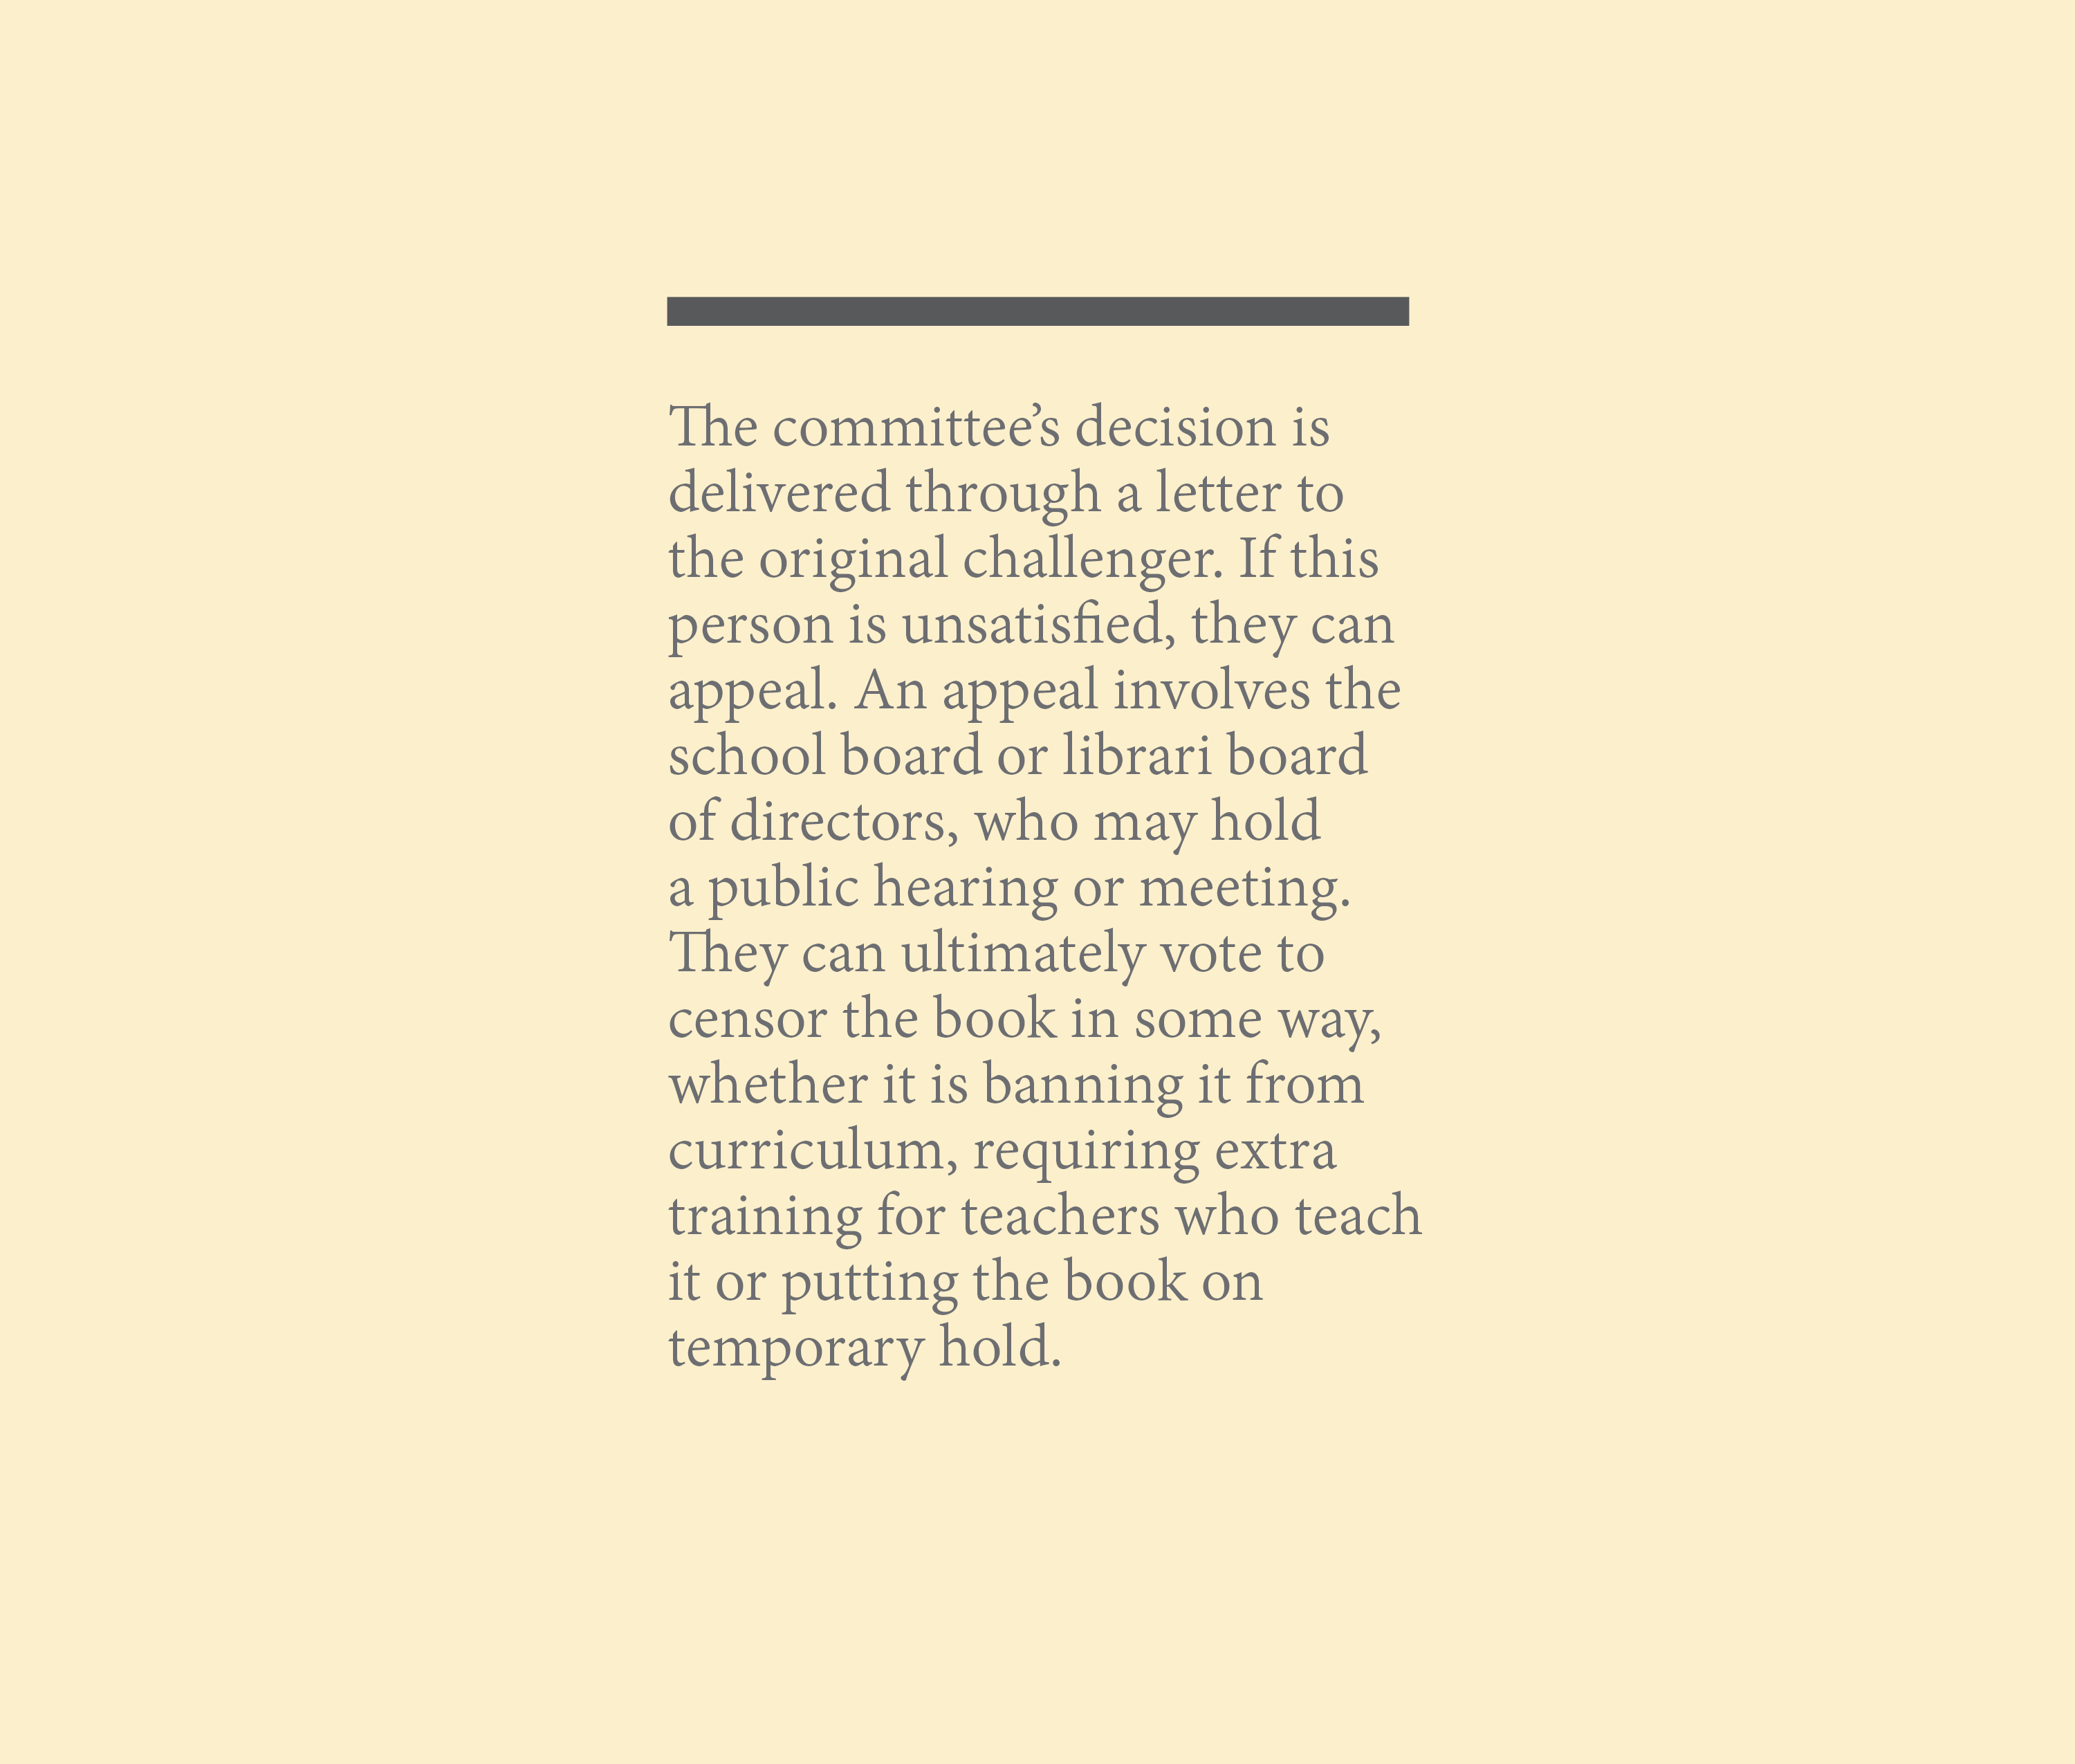 The committee’s decision is
delivered through a letter to
the original challenger. If this
person is unsatisfied, they can
appeal. An appeal involves the
school board or librari board
of directors, who may hold
a public hearing or meeting.
They can ultimately vote to
censor the book in some way,
whether it is banning it from
curriculum, requiring extra
training for teachers who teach
it or putting the book on
temporary hold.